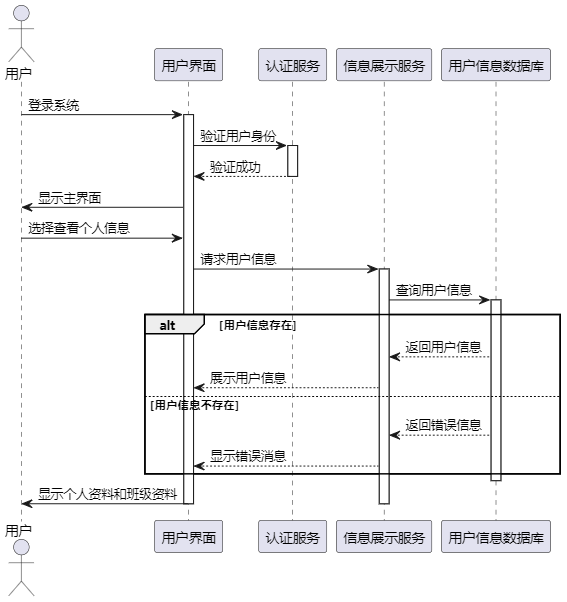 用户
用户界面
认证服务
信息展示服务
用户信息数据库
登录系统
验证用户身份
验证成功
显示主界面
选择查看个人信息
请求用户信息
查询用户信息
alt
[用户信息存在]
返回用户信息
展示用户信息
[用户信息不存在]
返回错误信息
显示错误消息
显示个人资料和班级资料
用户
用户界面
认证服务
信息展示服务
用户信息数据库